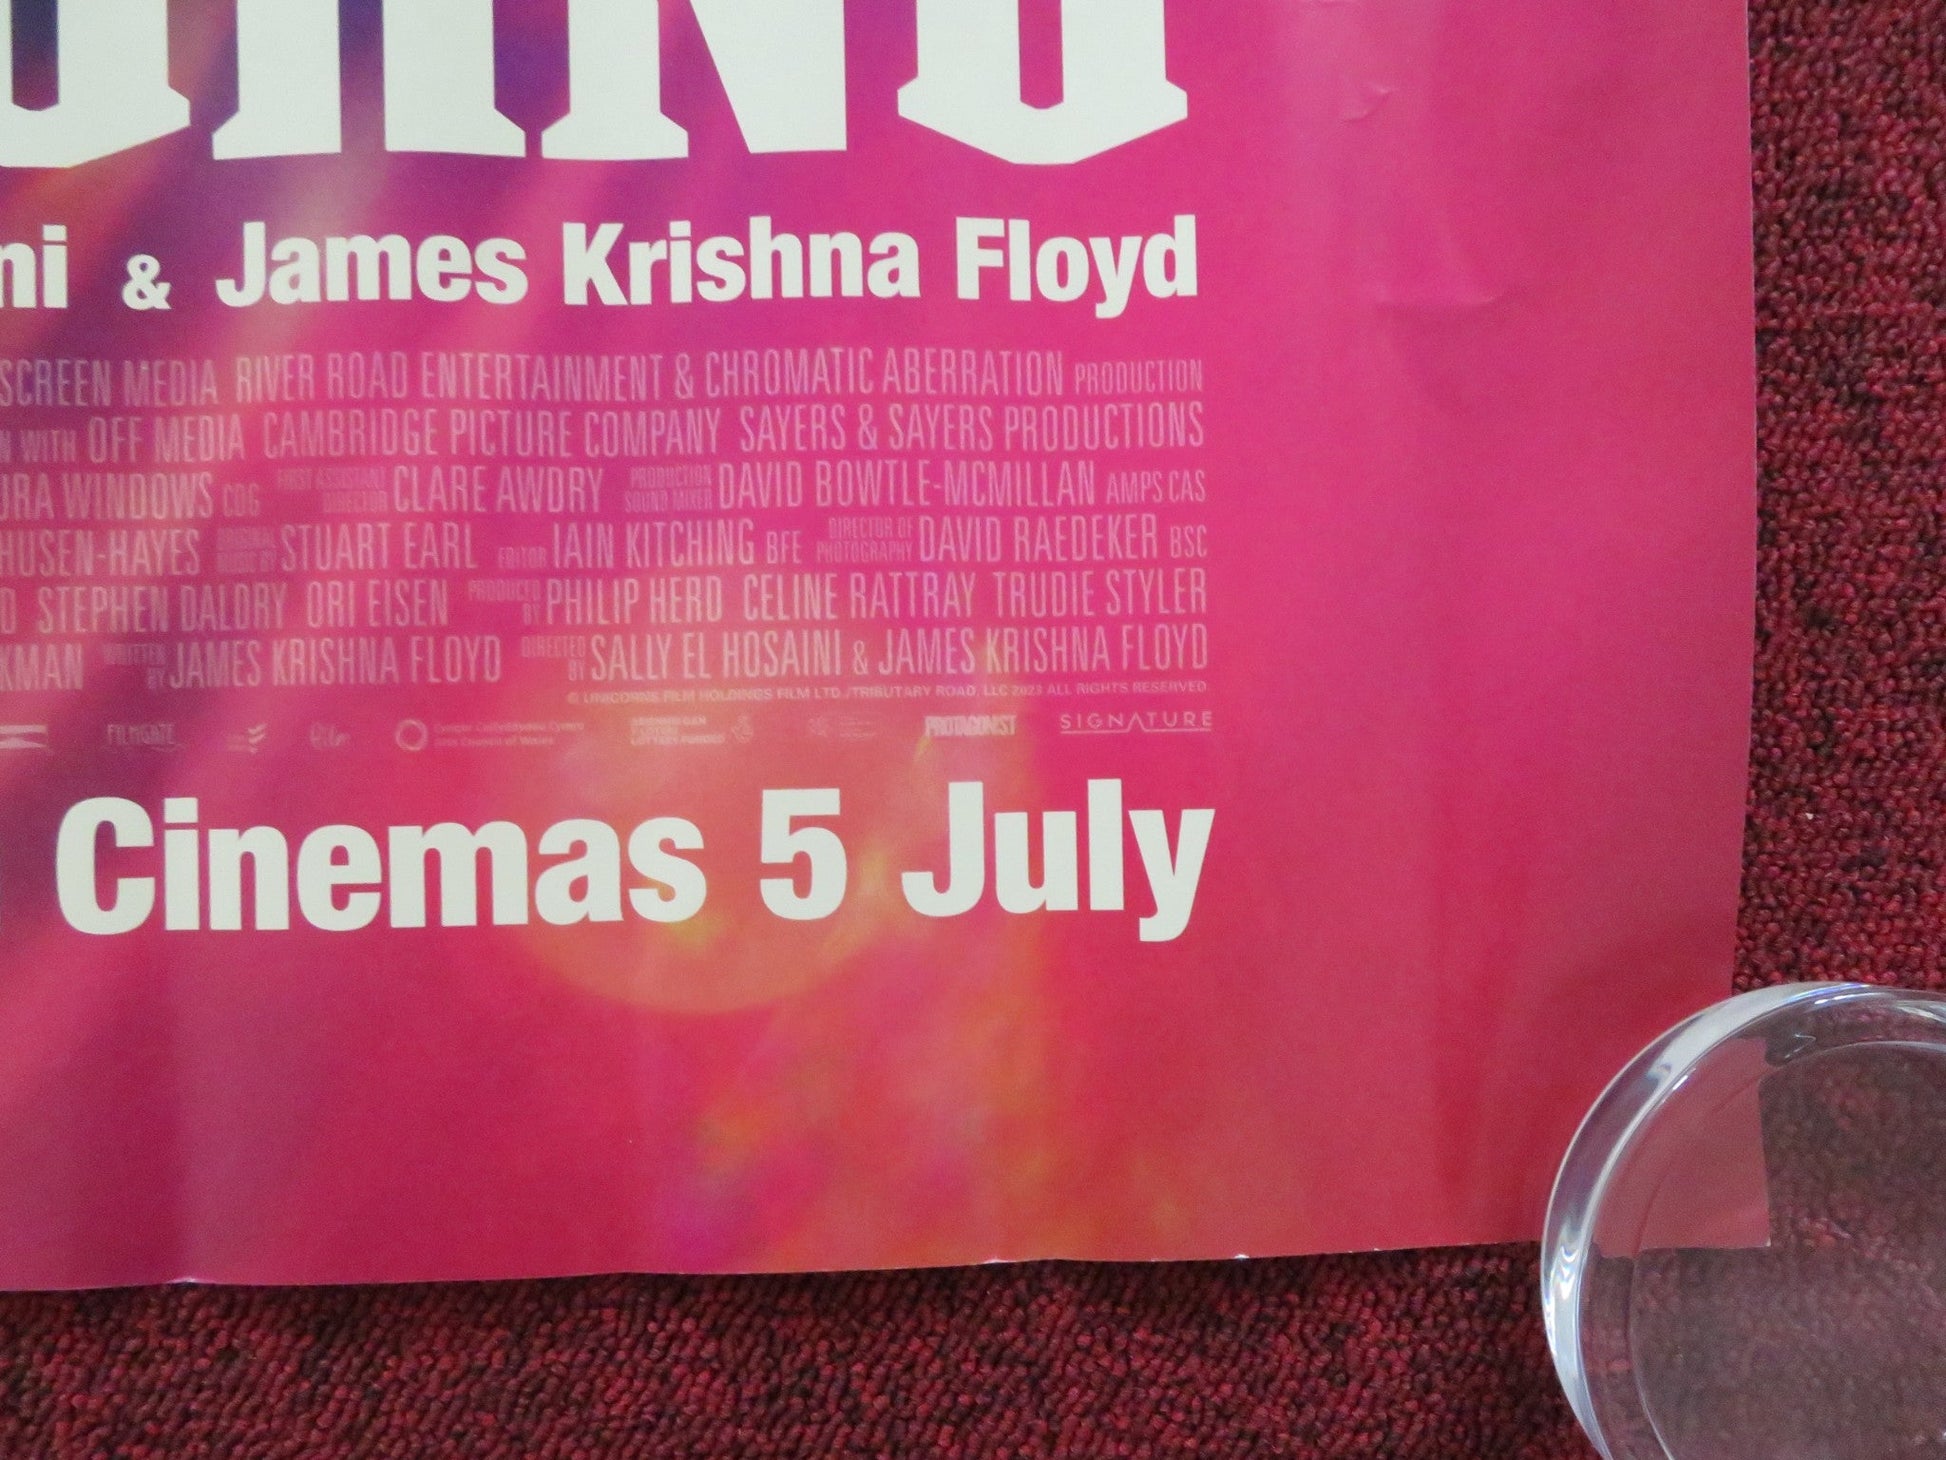 ni & James Krishna Floyd
SCREEN MEDIA RIVER ROAD ENTERTAINMENT & CHROMATIC ABERRATION PRODUCTION
N WITH OFF MEDIA CAMBRIDGE PICTURE COMPANY SAYERS & SAYERS PRODUCTIONS
URA WINDOWS CDG FIRST ASSISTANT DIRECTOR CLARE AWDRY PRODUCTION SOUND MIXER DAVID BOWTLE-MCMILLAN AMPS CAS
HUSEN-HAYES ORIGINAL MUSIC BY STUART EARL EDITOR IAIN KITCHING BFE DIRECTOR OF PHOTOGRAPHY DAVID RAEDEKER BSC
D STEPHEN DALDRY ORI EISEN PRODUCED BY PHILIP HERD CELINE RATTRAY TRUDIE STYLER
KMAN WRITTEN BY JAMES KRISHNA FLOYD DIRECTED BY SALLY EL HOSAINI & JAMES KRISHNA FLOYD
© UNICORNS FILM HOLDINGS FILM LTD./TRIBUTARY ROAD, LLC 2023 ALL RIGHTS RESERVED
FILMGATE PROTAGONIST SIGNATURE
Cinemas 5 July